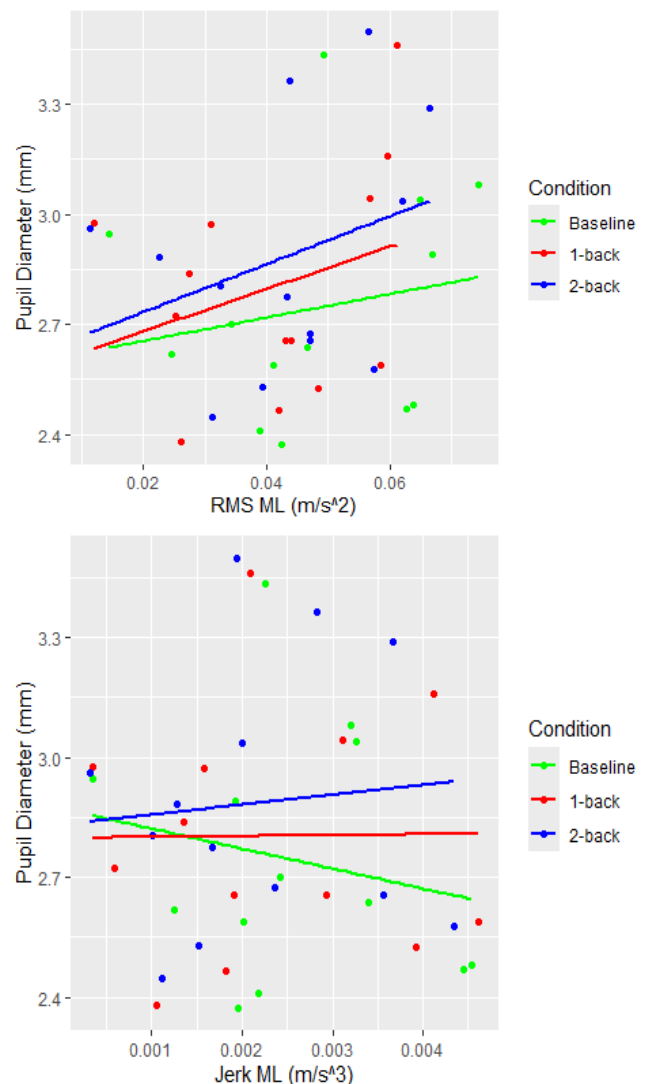 3.3
3.0
2.7
2.4
Pupil Diameter (mm)
0.02 0.04 0.06
RMS ML (m/s^2)
Condition
Baseline
1-back
2-back
3.3
3.0
2.7
2.4
Pupil Diameter (mm)
0.001 0.002 0.003 0.004
Jerk ML (m/s^3)
Condition
Baseline
1-back
2-back